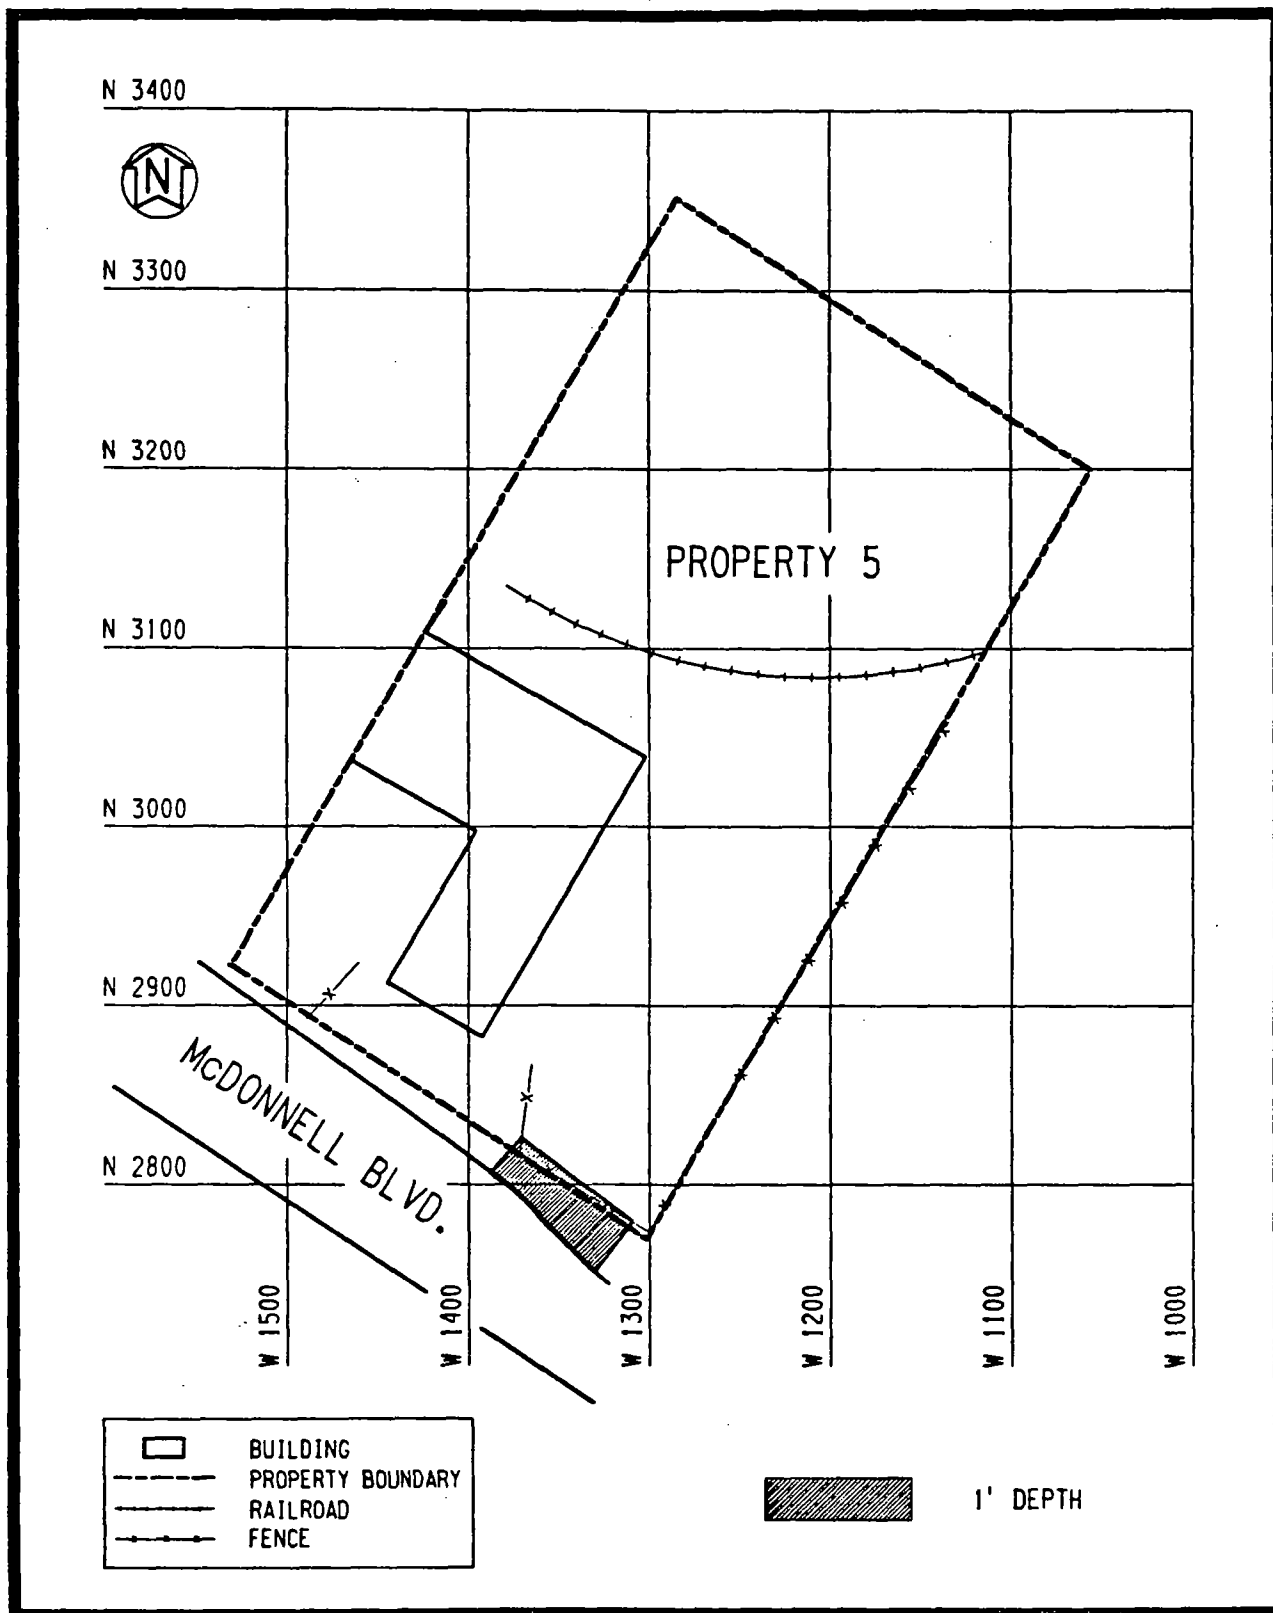 N 3400
N
N 3300
N 3200
PROPERTY 5
N 3100
N 3000
N 2900
McDONNELL BLVD.
N 2800
W 1500
W 1400
W 1300
W 1200
W 1100
W 1000
BUILDING
PROPERTY BOUNDARY
RAILROAD
FENCE
1' DEPTH